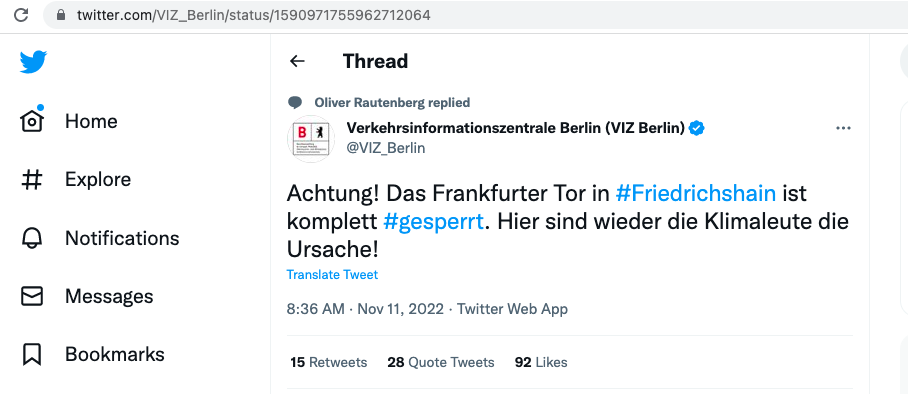 twitter.com/VIZ_Berlin/status/1590971755962712064
Thread
Home
Explore
Notifications
Messages
Bookmarks
Oliver Rautenberg replied
Verkehrsinformationszentrale Berlin (VIZ Berlin)
@VIZ_Berlin
Achtung! Das Frankfurter Tor in #Friedrichshain ist
komplett #gesperrt. Hier sind wieder die Klimaleute die
Ursache!
Translate Tweet
8:36 AM · Nov 11, 2022 · Twitter Web App
15 Retweets 28 Quote Tweets 92 Likes
B